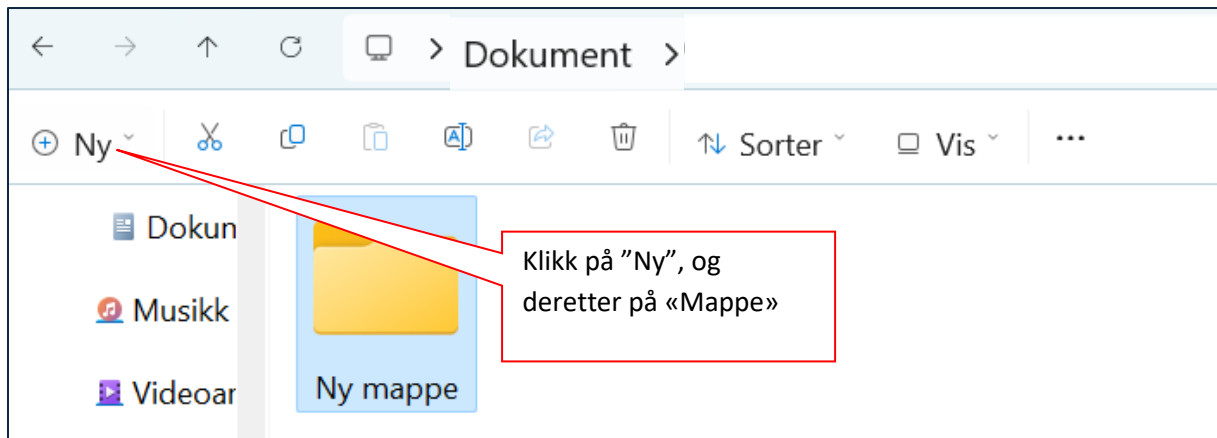 Dokument
Ny
Sorter
Vis
Dokun
Musikk
Videoar
Ny mappe
Klikk på ”Ny”, og
deretter på «Mappe»